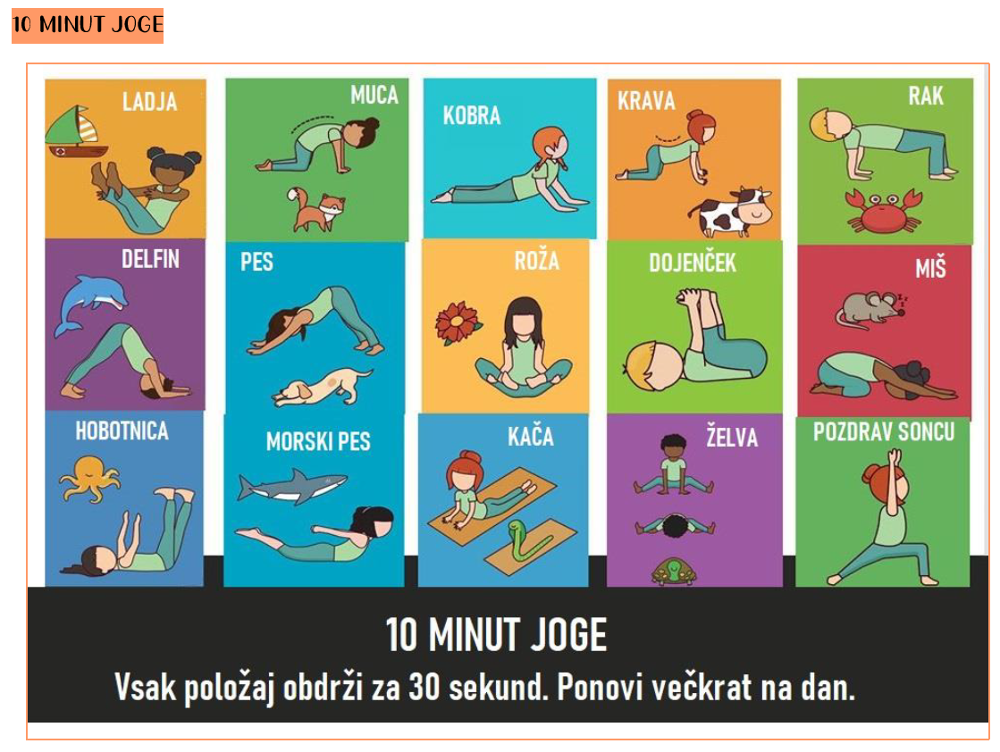 10 MINUT JOGE
LADJA
MUCA
KOBRA
KRAVA
RAK
DELFIN
PES
ROŽA
DOJENČEK
MIŠ
HOBOTNICA
MORSKI PES
KAČA
ŽELVA
POZDRAV SONCU
10 MINUT JOGE
Vsak položaj obdrži za 30 sekund. Ponovi večkrat na dan.